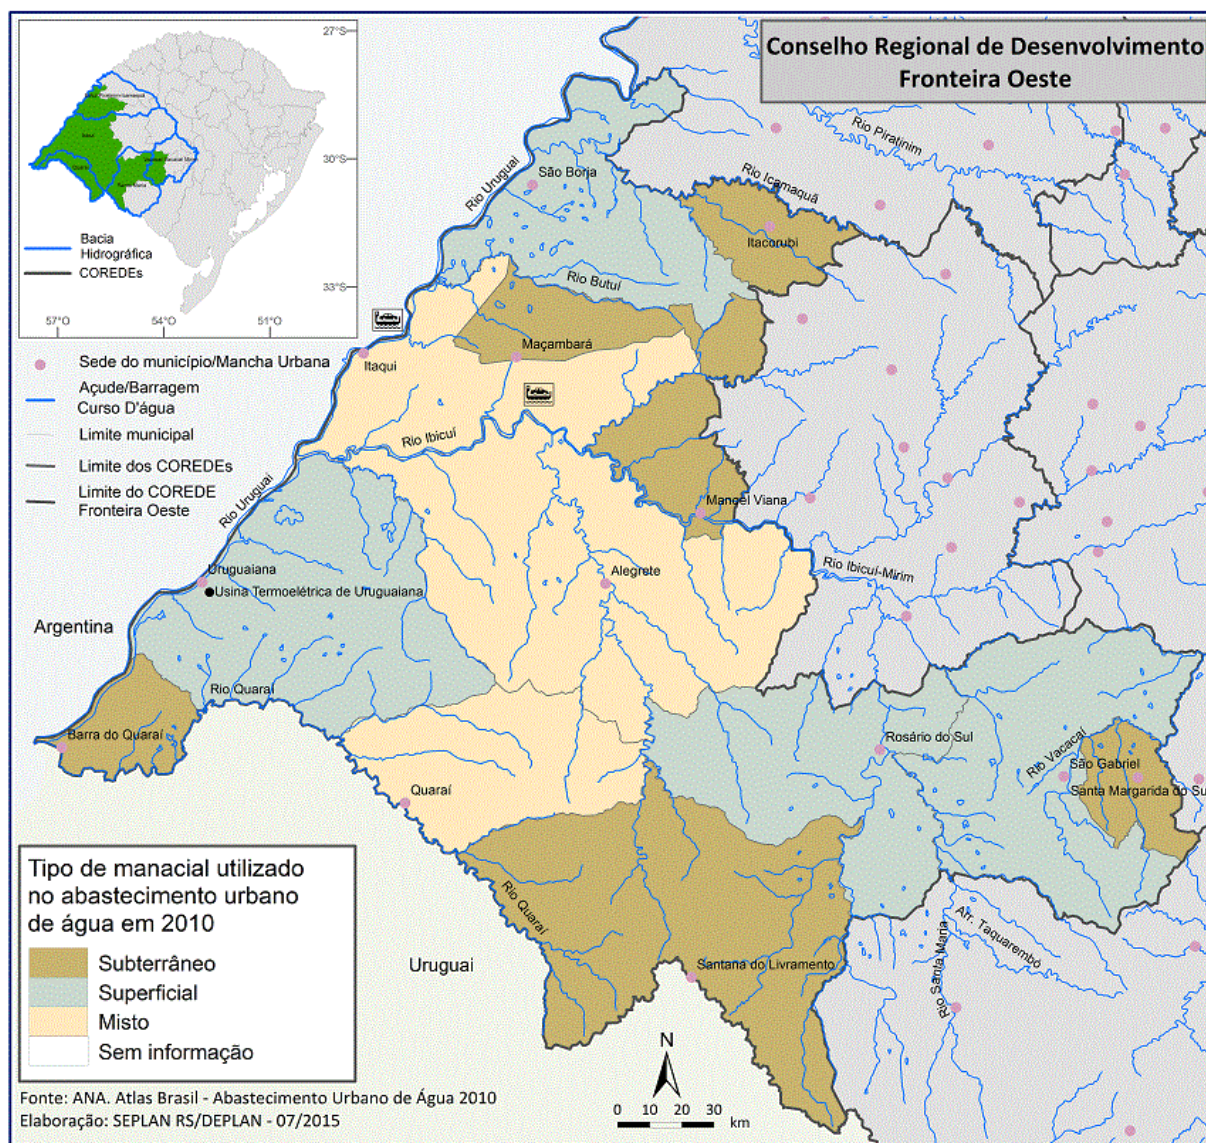 Conselho Regional de Desenvolvimento
Fronteira Oeste
27°S
30°S
33°S
57°O
54°O
51°O
Bacia
Hidrográfica
COREDEs
Sede do município/Mancha Urbana
Açude/Barragem
Curso D'água
Limite municipal
Limite dos COREDEs
Limite do COREDE
Fronteira Oeste
Rio Piratinim
Rio Uruguai
São Borja
Rio Icamaquã
Itacorubi
Rio Butuí
Maçambará
Itaqui
Rio Ibicuí
Rio Uruguai
Manoel Viana
Uruguaiana
Usina Termoelétrica de Uruguaiana
Alegrete
Rio Ibicuí-Mirim
Argentina
Rio Quaraí
Barra do Quaraí
Rosário do Sul
Rio Vacacaí
São Gabriel
Santa Margarida do Su
Quaraí
Rio Quaraí
Santana do Livramento
Uruguai
Arr. Taquarembó
Rio Santa Maria
Tipo de manacial utilizado
no abastecimento urbano
de água em 2010
Subterrâneo
Superficial
Misto
Sem informação
N
0 10 20 30
km
Fonte: ANA. Atlas Brasil - Abastecimento Urbano de Água 2010
Elaboração: SEPLAN RS/DEPLAN - 07/2015